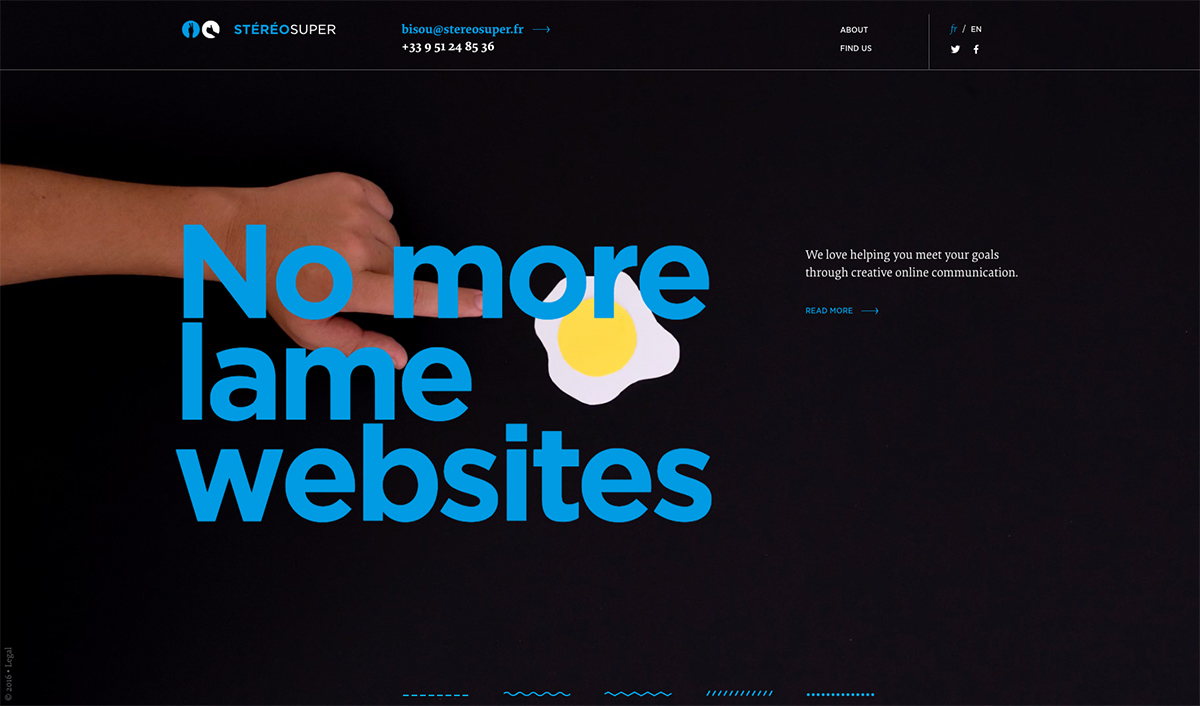 STÉRÉOSUPER
bisou@stereosuper.fr
+33 9 51 24 85 36
ABOUT
FIND US
fr / EN
No more
lame
websites
We love helping you meet your goals
through creative online communication.
READ MORE
© 2016 • Legal